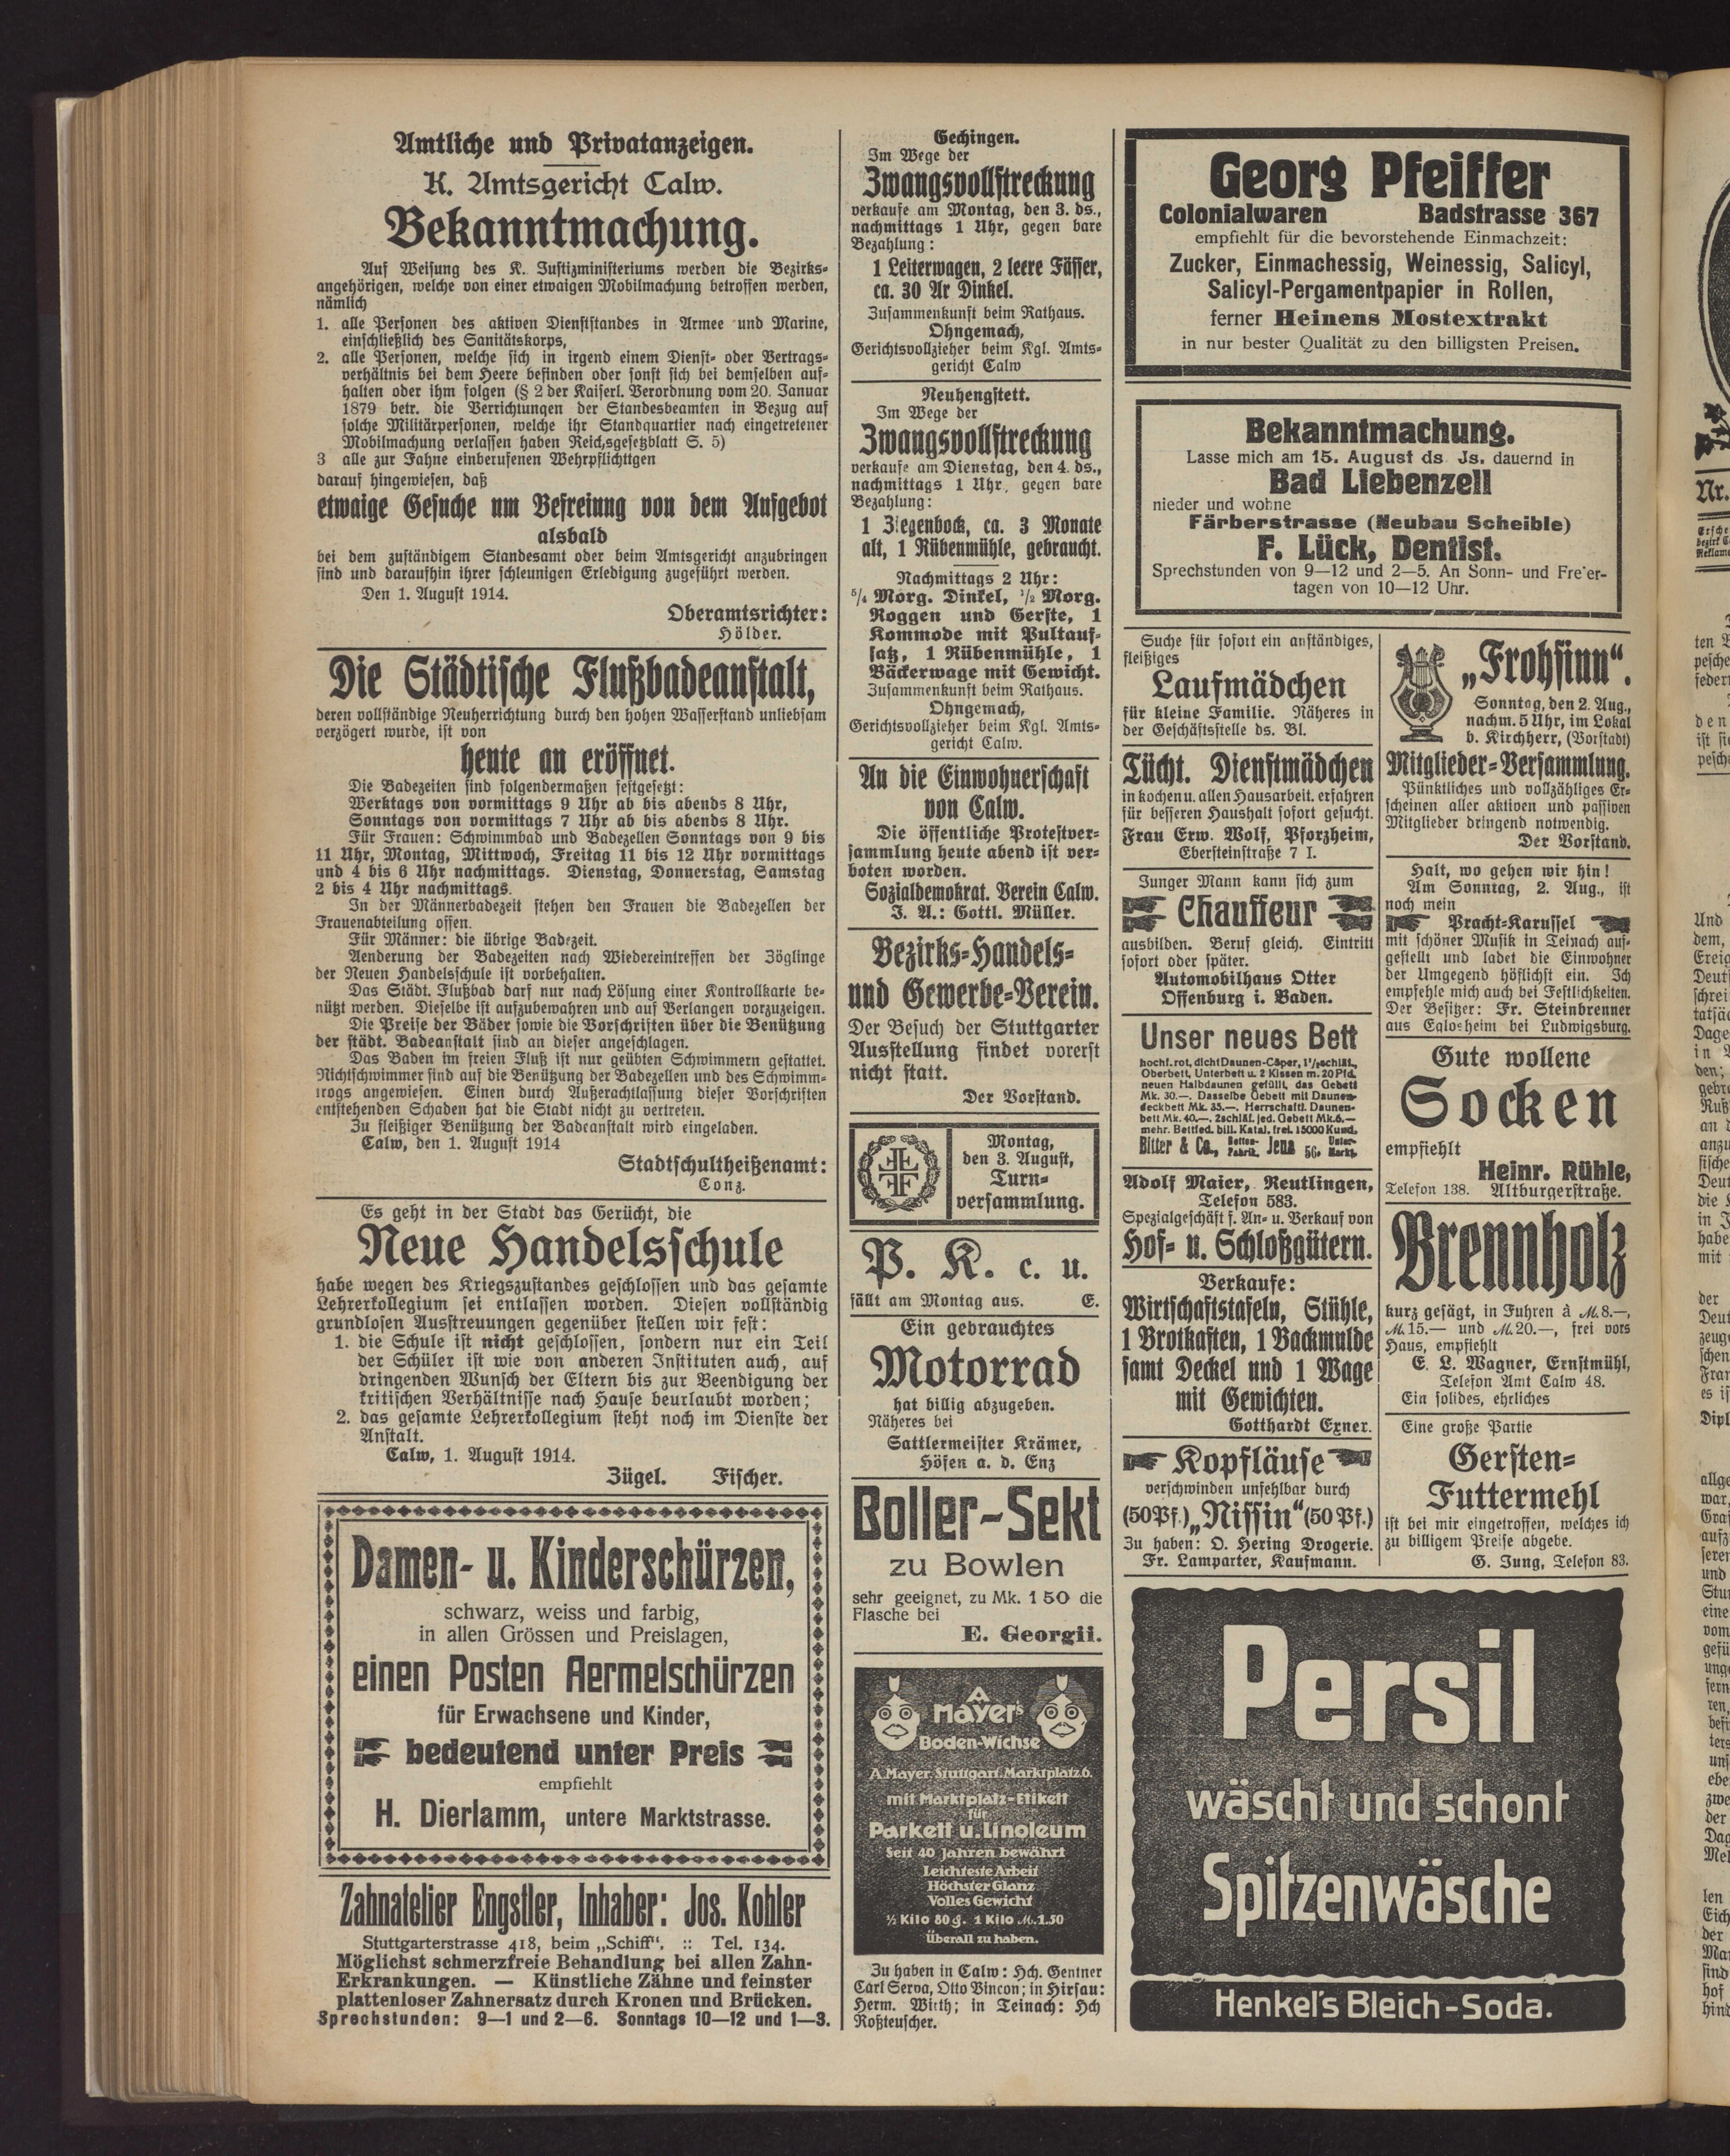 Amtliche und Privatanzeigen.
K. Amtsgericht Calw.
Bekanntmachung.
Auf Weisung des K. Justizministeriums werden die Bezirks-
angehörigen, welche von einer etwaigen Mobilmachung betroffen werden,
nämlich
1. alle Personen des aktiven Dienststandes in Armee und Marine,
einschließlich des Sanitätskorps,
2. alle Personen, welche sich in irgend einem Dienst- oder Vertrags-
verhältnis bei dem Heere befinden oder sonst sich bei demselben auf-
halten oder ihm folgen (§ 2 der Kaiserl. Verordnung vom 20. Januar
1879 betr. die Verrichtungen der Standesbeamten in Bezug auf
solche Militärpersonen, welche ihr Standquartier nach eingetretener
Mobilmachung verlassen haben Reichsgesetzblatt S. 5)
3 alle zur Fahne einberufenen Wehrpflichtigen
darauf hingewiesen, daß
etwaige Gesuche um Befreiung von dem Aufgebot
alsbald
bei dem zuständigem Standesamt oder beim Amtsgericht anzubringen
sind und daraufhin ihrer schleunigen Erledigung zugeführt werden.
Den 1. August 1914.
Oberamtsrichter:
Hölder.
Die Städtische Flußbadeanstalt,
deren vollständige Neuherrichtung durch den hohen Wasserstand unliebsam
verzögert wurde, ist von
heute an eröffnet.
Die Badezeiten sind folgendermaßen festgesetzt:
Werktags von vormittags 9 Uhr ab bis abends 8 Uhr,
Sonntags von vormittags 7 Uhr ab bis abends 8 Uhr.
Für Frauen: Schwimmbad und Badezellen Sonntags von 9 bis
11 Uhr, Montag, Mittwoch, Freitag 11 bis 12 Uhr vormittags
und 4 bis 6 Uhr nachmittags. Dienstag, Donnerstag, Samstag
2 bis 4 Uhr nachmittags.
In der Männerbadezeit stehen den Frauen die Badezellen der
Frauenabteilung offen.
Für Männer: die übrige Badezeit.
Aenderung der Badezeiten nach Wiedereintreffen der Zöglinge
der Neuen Handelsschule ist vorbehalten.
Das Städt. Flußbad darf nur nach Lösung einer Kontrollkarte be-
nützt werden. Dieselbe ist aufzubewahren und auf Verlangen vorzuzeigen.
Die Preise der Bäder sowie die Vorschriften über die Benützung
der städt. Badeanstalt sind an dieser angeschlagen.
Das Baden im freien Fluß ist nur geübten Schwimmern gestattet.
Nichtschwimmer sind auf die Benützung der Badezellen und des Schwimm-
trogs angewiesen. Einen durch Außerachtlassung dieser Vorschriften
entstehenden Schaden hat die Stadt nicht zu vertreten.
Zu fleißiger Benützung der Badeanstalt wird eingeladen.
Calw, den 1. August 1914
Stadtschultheißenamt:
Conz.
Es geht in der Stadt das Gerücht, die
Neue Handelsschule
habe wegen des Kriegszustandes geschlossen und das gesamte
Lehrerkollegium sei entlassen worden. Diesen vollständig
grundlosen Ausstreuungen gegenüber stellen wir fest:
1. die Schule ist nicht geschlossen, sondern nur ein Teil
der Schüler ist wie von anderen Instituten auch, auf
dringenden Wunsch der Eltern bis zur Beendigung der
kritischen Verhältnisse nach Hause beurlaubt worden;
2. das gesamte Lehrerkollegium steht noch im Dienste der
Anstalt.
Calw, 1. August 1914.
Zügel. Fischer.
Damen- u. Kinderschürzen,
schwarz, weiss und farbig,
in allen Grössen und Preislagen,
einen Posten Aermelschürzen
für Erwachsene und Kinder,
bedeutend unter Preis
empfiehlt
H. Dierlamm, untere Marktstrasse.
Zahnatelier Engstler, Inhaber: Jos. Kohler
Stuttgarterstrasse 418, beim „Schiff“. :: Tel. 134.
Möglichst schmerzfreie Behandlung bei allen Zahn-
Erkrankungen. — Künstliche Zähne und feinster
plattenloser Zahnersatz durch Kronen und Brücken.
Sprechstunden: 9—1 und 2—6. Sonntags 10—12 und 1—3.
Gechingen.
Im Wege der
Zwangsvollstreckung
verkaufe am Montag, den 3. ds.,
nachmittags 1 Uhr, gegen bare
Bezahlung:
1 Leiterwagen, 2 leere Fässer,
ca. 30 Ar Dinkel.
Zusammenkunft beim Rathaus.
Ohngemach,
Gerichtsvollzieher beim Kgl. Amts-
gericht Calw
Neuhengstett.
Im Wege der
Zwangsvollstreckung
verkaufe am Dienstag, den 4. ds.,
nachmittags 1 Uhr, gegen bare
Bezahlung:
1 Ziegenbock, ca. 3 Monate
alt, 1 Rübenmühle, gebraucht.
Nachmittags 2 Uhr:
5/4 Morg. Dinkel, 1/2 Morg.
Roggen und Gerste, 1
Kommode mit Pultauf-
satz, 1 Rübenmühle, 1
Bäckerwage mit Gewicht.
Zusammenkunft beim Rathaus.
Ohngemach,
Gerichtsvollzieher beim Kgl. Amts-
gericht Calw.
An die Einwohnerschaft
von Calw.
Die öffentliche Protestver-
sammlung heute abend ist ver-
boten worden.
Sozialdemokrat. Verein Calw.
J. A.: Gottl. Müller.
Bezirks-Handels-
und Gewerbe-Verein.
Der Besuch der Stuttgarter
Ausstellung findet vorerst
nicht statt.
Der Vorstand.
Montag,
den 3. August,
Turn-
versammlung.
P. K. c. u.
fällt am Montag aus. E.
Ein gebrauchtes
Motorrad
hat billig abzugeben.
Näheres bei
Sattlermeister Krämer,
Höfen a. d. Enz
Boller-Sekt
zu Bowlen
sehr geeignet, zu Mk. 1 50 die
Flasche bei
E. Georgii.
A
Mayer's
Boden-Wichse
A. Mayer. Stuttgart. Marktplatz 6.
mit Marktplatz-Etikett
für
Parkett u. Linoleum
Seit 40 Jahren bewährt
Leichteste Arbeit
Höchster Glanz
Volles Gewicht
½ Kilo 80 ₰. 1 Kilo M. 1.50
Überall zu haben.
Zu haben in Calw: Hch. Gentner
Carl Serva, Otto Vincon; in Hirsau:
Herm. Wirth; in Teinach: Hch
Roßteuscher.
Georg Pfeiffer
Colonialwaren Badstrasse 367
empfiehlt für die bevorstehende Einmachzeit:
Zucker, Einmachessig, Weinessig, Salicyl,
Salicyl-Pergamentpapier in Rollen,
ferner Heinens Mostextrakt
in nur bester Qualität zu den billigsten Preisen.
Bekanntmachung.
Lasse mich am 15. August ds Js. dauernd in
Bad Liebenzell
nieder und wohne
Färberstrasse (Neubau Scheible)
F. Lück, Dentist.
Sprechstunden von 9—12 und 2—5. An Sonn- und Freier-
tagen von 10—12 Uhr.
Suche für sofort ein anständiges,
fleißiges
Laufmädchen
für kleine Familie. Näheres in
der Geschäftsstelle ds. Bl.
Tücht. Dienstmädchen
in kochen u. allen Hausarbeit. erfahren
für besseren Haushalt sofort gesucht.
Frau Erw. Wolf, Pforzheim,
Ebersteinstraße 7 I.
Junger Mann kann sich zum
Chauffeur
ausbilden. Beruf gleich. Eintritt
sofort oder später.
Automobilhaus Otter
Offenburg i. Baden.
Unser neues Bett
hochf. rot, dicht Daunen-Cöper, 1½schläf.,
Oberbett, Unterbett u. 2 Kissen m. 20 Pfd.
neuen Halbdaunen gefüllt, das Gebett
Mk. 30.—. Dasselbe Gebett mit Daunen-
deckbett Mk. 35.—. Herrschaftl. Daunen-
bett Mk. 40.—. 2schläf. jed. Gebett Mk. 6.—
mehr. Bettfed. bill. Katal. frei. 15000 Kund.
Bitter & Co., Betten-Fabrik, Jena 56. Unter-Markt.
Adolf Maier, Reutlingen,
Telefon 583.
Spezialgeschäft f. An- u. Verkauf von
Hof- u. Schloßgütern.
Verkaufe:
Wirtschaftstafeln, Stühle,
1 Brotkasten, 1 Backmulde
samt Deckel und 1 Wage
mit Gewichten.
Gotthardt Exner.
Kopfläuse
verschwinden unfehlbar durch
(50 Pf.) „Nissin“ (50 Pf.)
Zu haben: O. Hering Drogerie.
Fr. Lamparter, Kaufmann.
„Frohsinn“.
Sonntag, den 2. Aug.,
nachm. 5 Uhr, im Lokal
b. Kirchherr, (Vorstadt)
Mitglieder-Versammlung.
Pünktliches und vollzähliges Er-
scheinen aller aktiven und passiven
Mitglieder dringend notwendig.
Der Vorstand.
Halt, wo gehen wir hin!
Am Sonntag, 2. Aug., ist
noch mein
Pracht-Karussel
mit schöner Musik in Teinach auf-
gestellt und ladet die Einwohner
der Umgegend höflichst ein. Ich
empfehle mich auch bei Festlichkeiten.
Der Besitzer: Fr. Steinbrenner
aus Eglosheim bei Ludwigsburg.
Gute wollene
Socken
empfiehlt
Heinr. Rühle,
Telefon 138. Altburgerstraße.
Brennholz
kurz gesägt, in Fuhren à M. 8.—,
M. 15.— und M. 20.—, frei vors
Haus, empfiehlt
E. L. Wagner, Ernstmühl,
Telefon Amt Calw 48.
Ein solides, ehrliches
Eine große Partie
Gersten-
Futtermehl
ist bei mir eingetroffen, welches ich
zu billigem Preise abgebe.
G. Jung, Telefon 83.
Persil
wäscht und schont
Spitzenwäsche
Henkel's Bleich-Soda.
Nr.